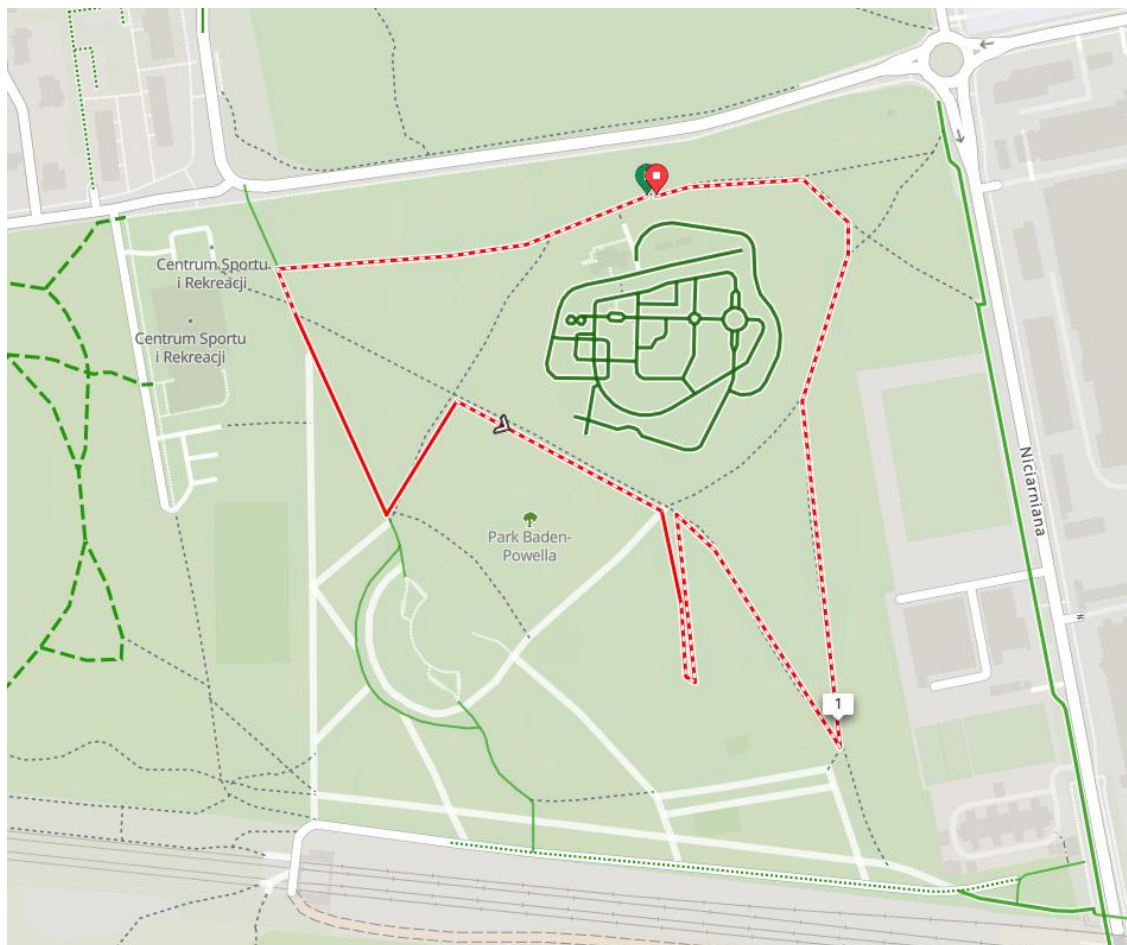 Centrum Sportu
i Rekreacji
Centrum Sportu
i Rekreacji
Niciarniana
Park Baden-
Powella
1